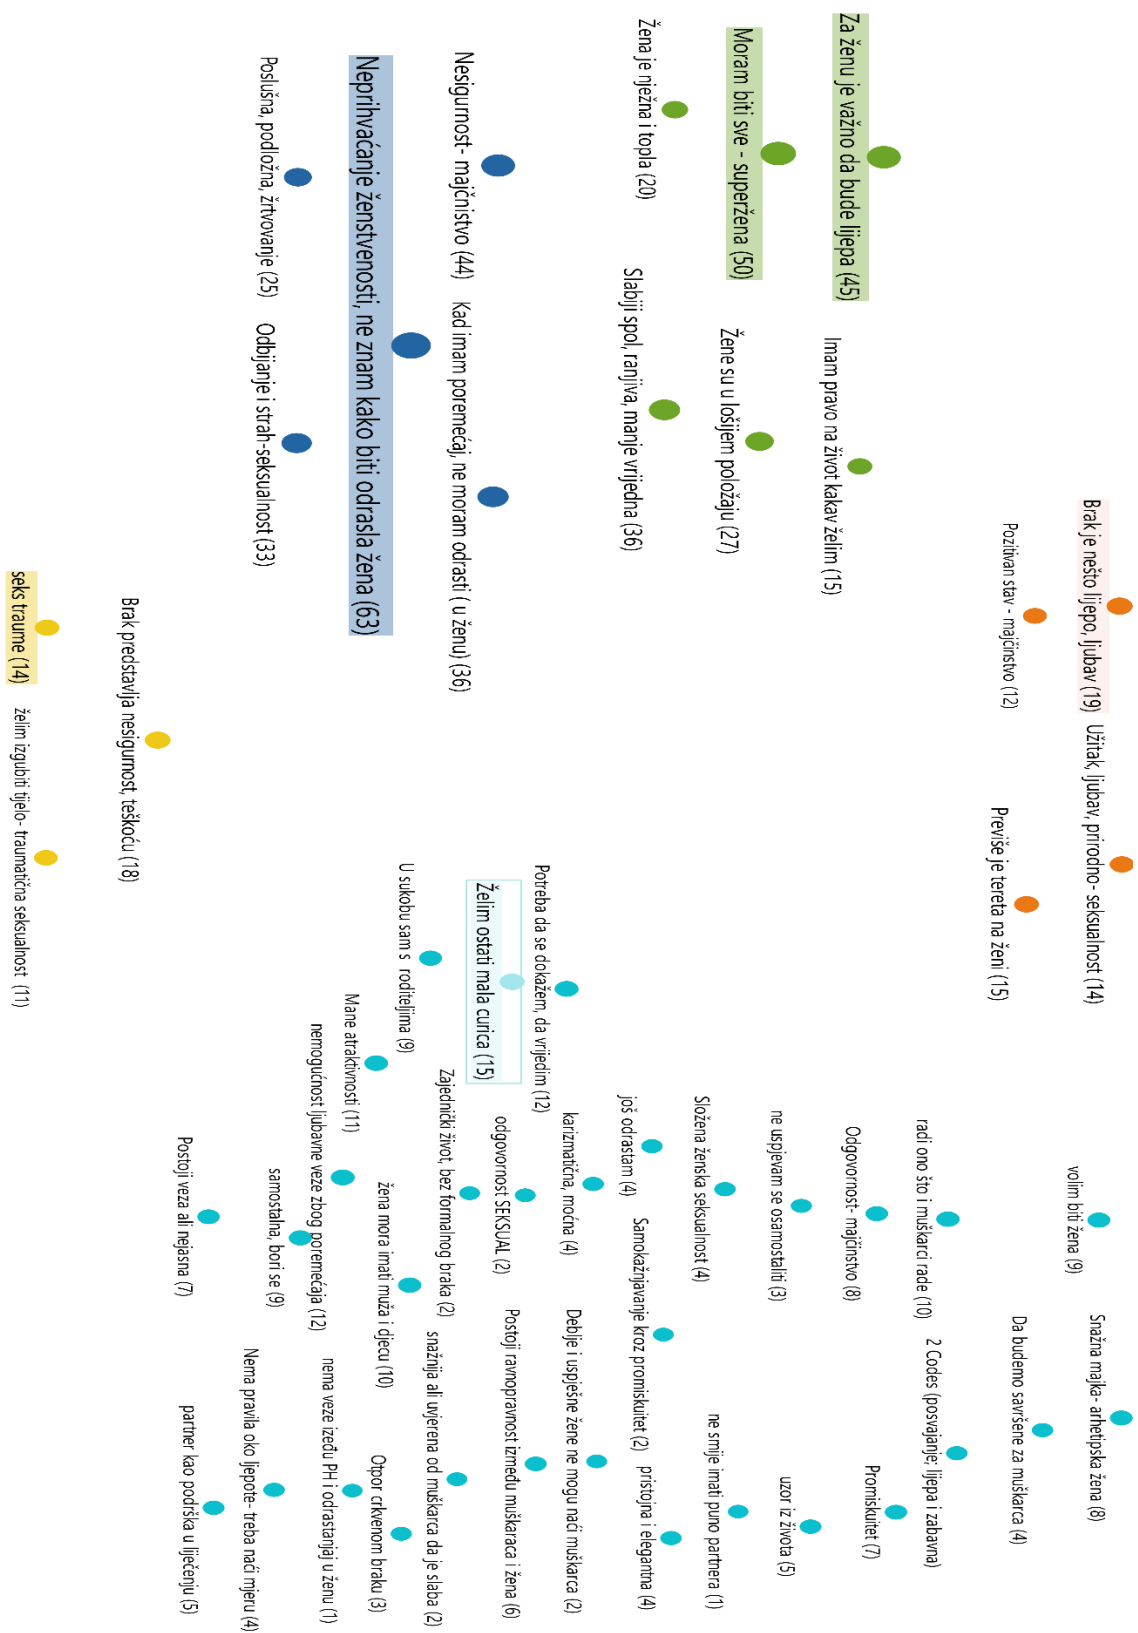 Za ženu je važno da bude lijepa (45)
Moram biti sve - superžena (50)
Žena je nježna i topla (20)
Imam pravo na život kakav želim (15)
Žene su u lošijem položaju (27)
Slabiji spol, ranjiva, manje vrijedna (36)
Nesigurnost- majčnistvo (44)
Kad imam poremećaj, ne moram odrasti ( u ženu) (36)
Neprihvaćanje ženstvenosti, ne znam kako biti odrasla žena (63)
Poslušna, podložna, žrtvovanje (25)
Odbijanje i strah-seksualnost (33)
Brak je nešto lijepo, ljubav (19)
Užitak, ljubav, prirodno- seksualnost (14)
Pozitivan stav - majčinstvo (12)
Previše je tereta na ženi (15)
Brak predstavlja nesigurnost, teškoću (18)
seks traume (14)
želim izgubiti tijelo- traumatična seksualnost (11)
Potreba da se dokažem, da vrijedim (12)
Želim ostati mala curica (15)
U sukobu sam s roditeljima (9)
Mane atraktivnosti (11)
volim biti žena (9)
Snažna majka- arhetipska žena (8)
Da budemo savršene za muškarca (4)
radi ono što i muškarci rade (10)
2 Codes (posvajanje; lijepa i zabavna)
Odgovornost- majčinstvo (8)
Promiskuitet (7)
ne uspjevam se osamostaliti (3)
uzor iz života (5)
Složena ženska seksualnost (4)
ne smije imati puno partnera (1)
još odrastam (4)
Samokažnjavanje kroz promiskuitet (2)
pristojna i elegantna (4)
karizmatična, moćna (4)
Deblje i uspješne žene ne mogu naći muškarca (2)
odgovornost SEKSUAL (2)
Postoji ravnopravnost između muškaraca i žena (6)
Zajednički život, bez formalnog braka (2)
snažnija ali uvjerena od muškarca da je slaba (2)
žena mora imati muža i djecu (10)
Otpor crkvenom braku (3)
nemogućnost ljubavne veze zbog poremećaja (12)
nema veze izeđu PH i odrastanjaj u ženu (1)
samostalna, bori se (9)
Nema pravila oko ljepote- treba naći mjeru (4)
Postoji veza ali nejasna (7)
partner kao podrška u liječenju (5)